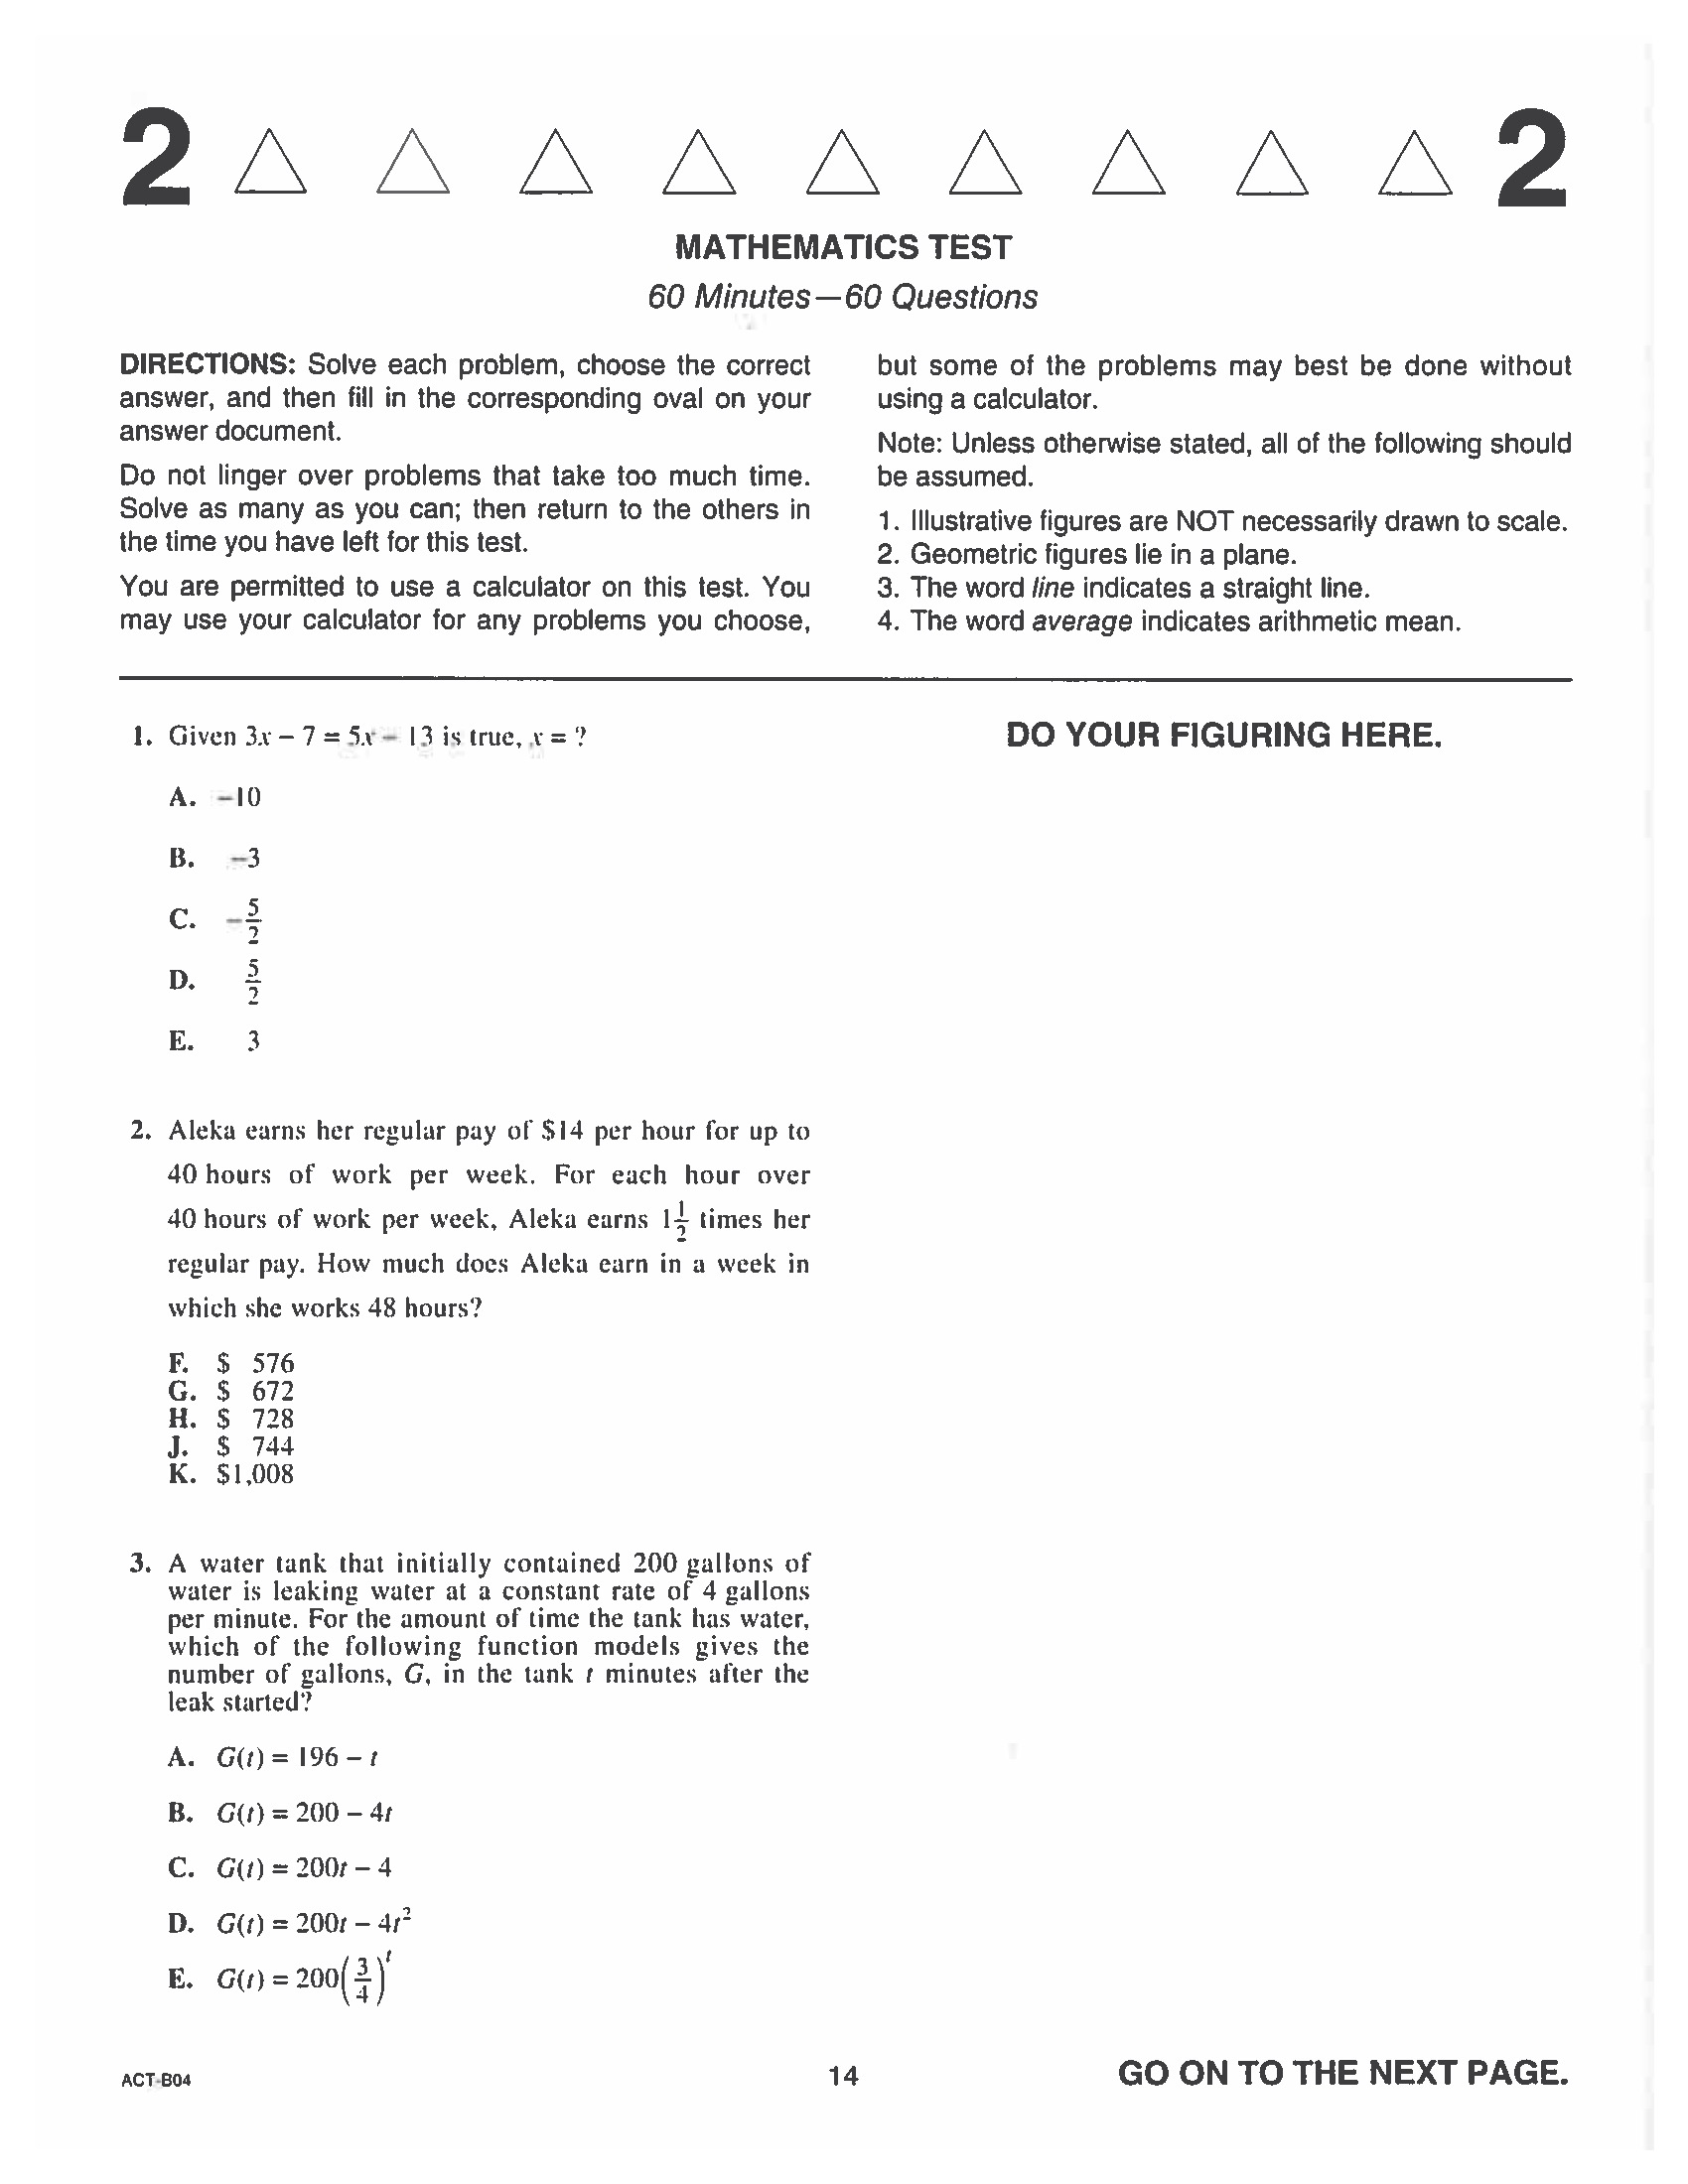 2 2
MATHEMATICS TEST
60 Minutes—60 Questions
DIRECTIONS: Solve each problem, choose the correct
answer, and then fill in the corresponding oval on your
answer document.
Do not linger over problems that take too much time.
Solve as many as you can; then return to the others in
the time you have left for this test.
You are permitted to use a calculator on this test. You
may use your calculator for any problems you choose,
but some of the problems may best be done without
using a calculator.
Note: Unless otherwise stated, all of the following should
be assumed.
1. Illustrative figures are NOT necessarily drawn to scale.
2. Geometric figures lie in a plane.
3. The word line indicates a straight line.
4. The word average indicates arithmetic mean.
1. Given 3x – 7 = 5x – 13 is true, x = ?
A. –10
B. –3
C. –5/2
D. 5/2
E. 3
DO YOUR FIGURING HERE.
2. Aleka earns her regular pay of $14 per hour for up to
40 hours of work per week. For each hour over
40 hours of work per week, Aleka earns 1 1/2 times her
regular pay. How much does Aleka earn in a week in
which she works 48 hours?
F. $ 576
G. $ 672
H. $ 728
J. $ 744
K. $1,008
3. A water tank that initially contained 200 gallons of
water is leaking water at a constant rate of 4 gallons
per minute. For the amount of time the tank has water,
which of the following function models gives the
number of gallons, G, in the tank t minutes after the
leak started?
A. G(t) = 196 – t
B. G(t) = 200 – 4t
C. G(t) = 200t – 4
D. G(t) = 200t – 4t²
E. G(t) = 200(3/4)^t
ACT-B04
14
GO ON TO THE NEXT PAGE.